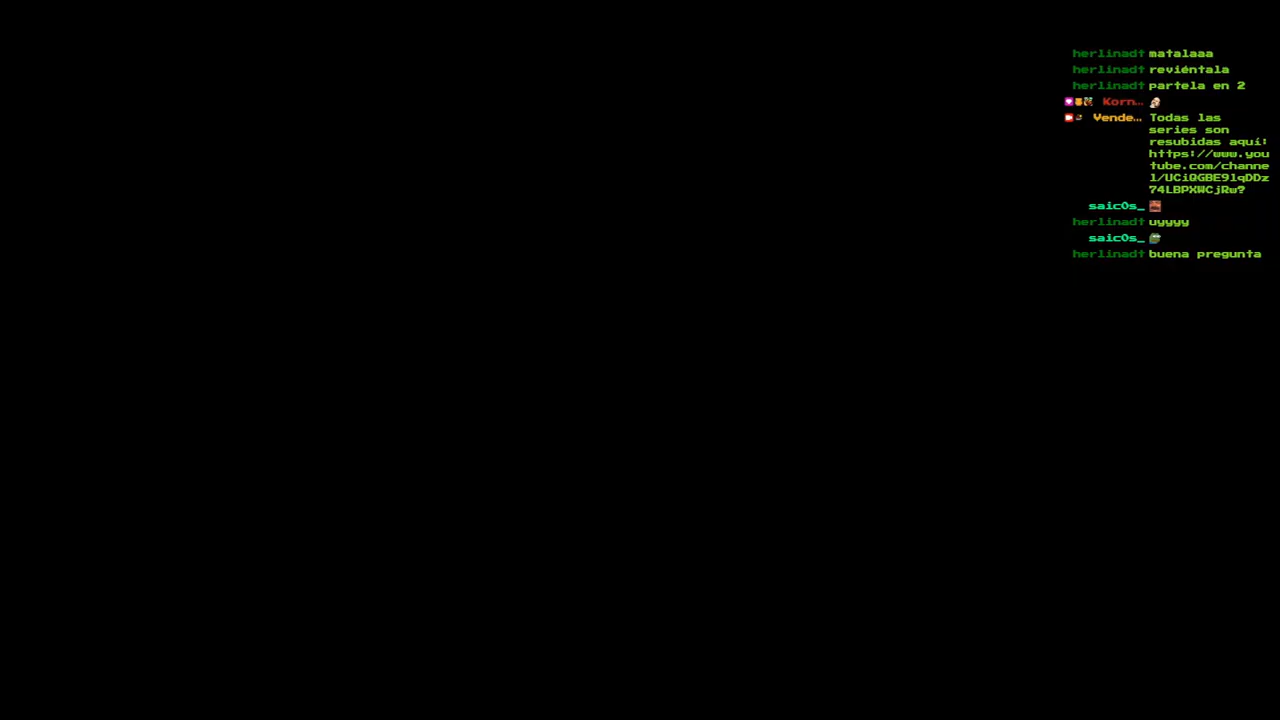 herlinadt matalaaa
herlinadt reviéntala
herlinadt partela en 2
Korn...
Vende... Todas las
series son
resubidas aquí:
https://www.you
tube.com/channe
l/UCiQGBE9lqDDz
74LBPXWCjRw?
saic0s_
herlinadt uyyyy
saic0s_
herlinadt buena pregunta